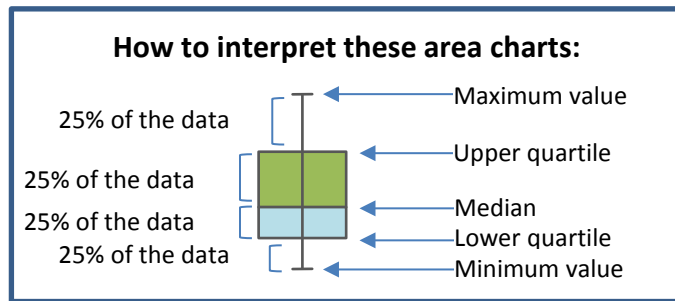 How to interpret these area charts:
Maximum value
25% of the data
Upper quartile
25% of the data
Median
25% of the data
Lower quartile
25% of the data
Minimum value